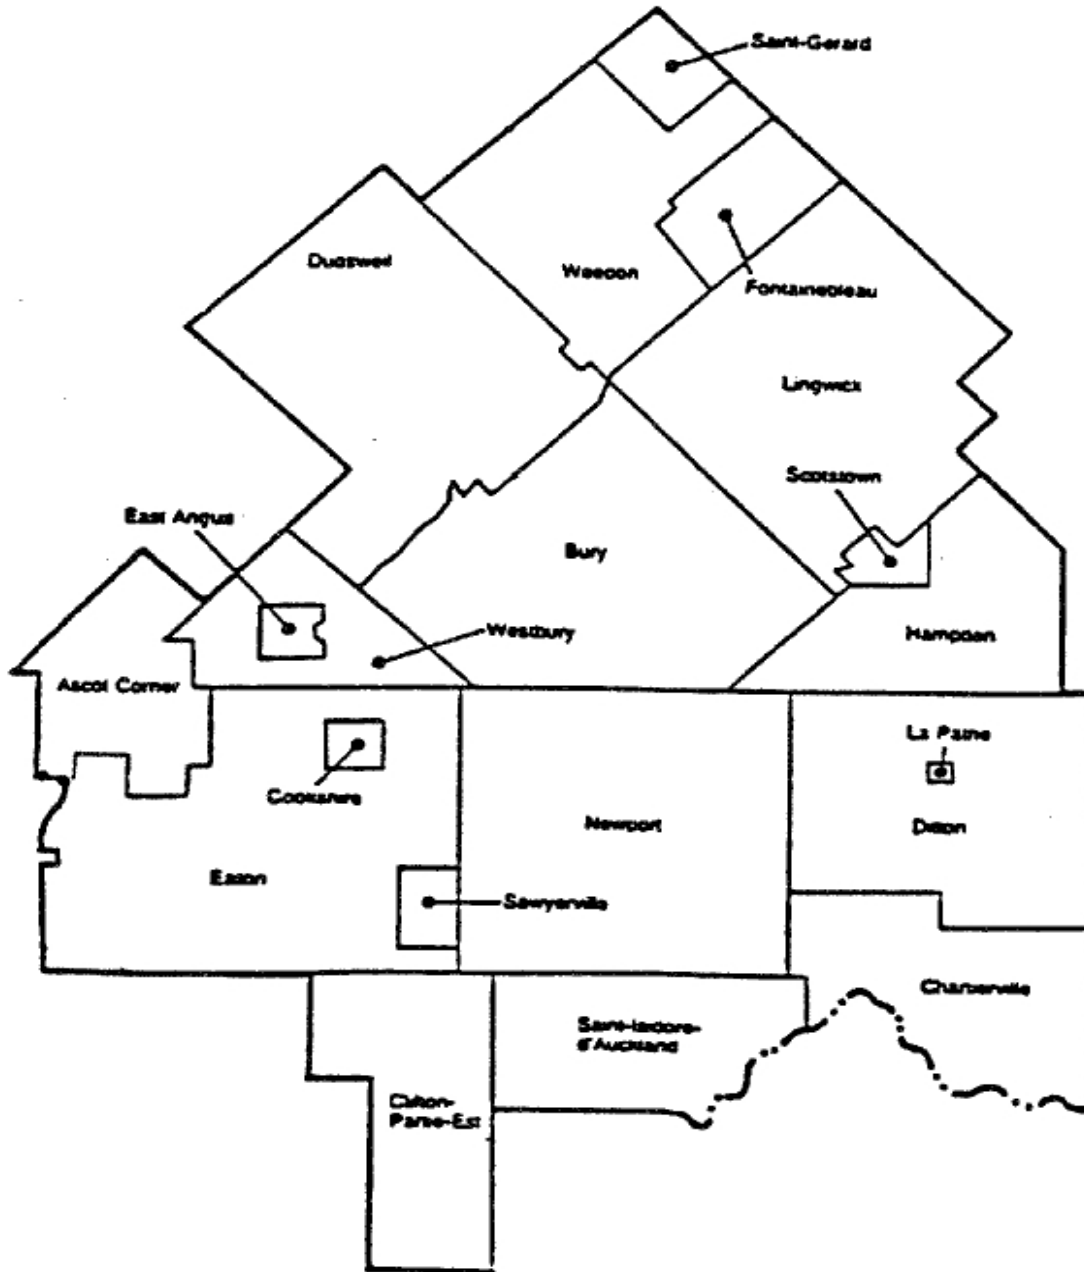 Saint-Gerard
Dudswell
Weedon
Fontainebleau
Lingwick
Scotstown
East Angus
Bury
Westbury
Hampden
Ascot Corner
La Patrie
Cookshire
Newport
Ditton
Eaton
Sawyerville
Chartierville
Saint-Isidore-
d'Auckland
Clifton-
Partie-Est